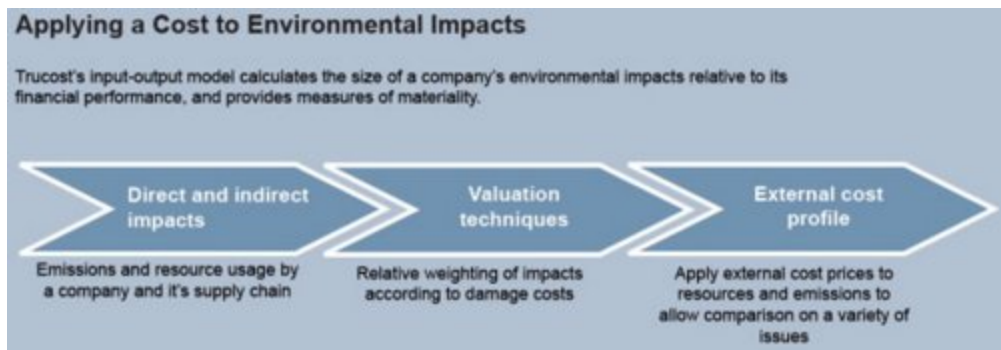 Applying a Cost to Environmental Impacts
Trucost's input-output model calculates the size of a company's environmental impacts relative to its
financial performance, and provides measures of materiality.
Direct and indirect
impacts
Emissions and resource usage by
a company and it's supply chain
Valuation
techniques
Relative weighting of impacts
according to damage costs
External cost
profile
Apply external cost prices to
resources and emissions to
allow comparison on a variety of
issues